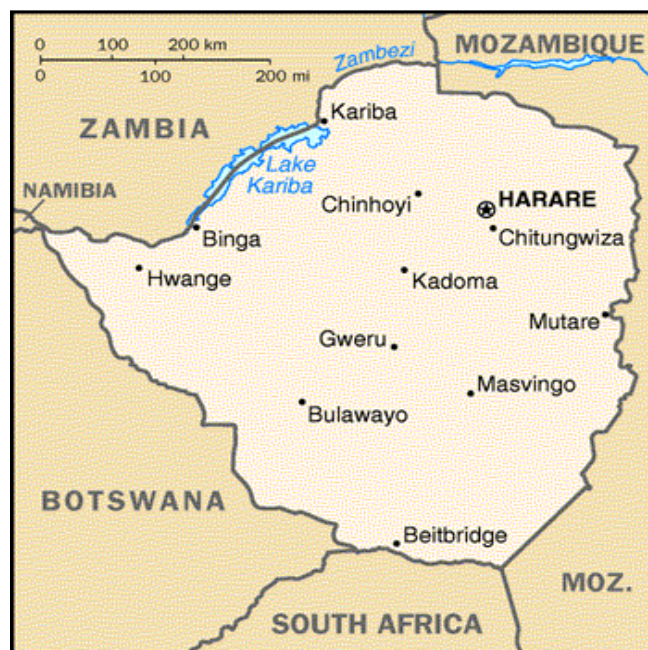 0 100 200 km
0 100 200 mi
Zambezi
MOZAMBIQUE
ZAMBIA
Kariba
Lake
Kariba
NAMIBIA
Chinhoyi
HARARE
Binga
Chitungwiza
Hwange
Kadoma
Mutare
Gweru
Masvingo
Bulawayo
BOTSWANA
Beitbridge
MOZ.
SOUTH AFRICA